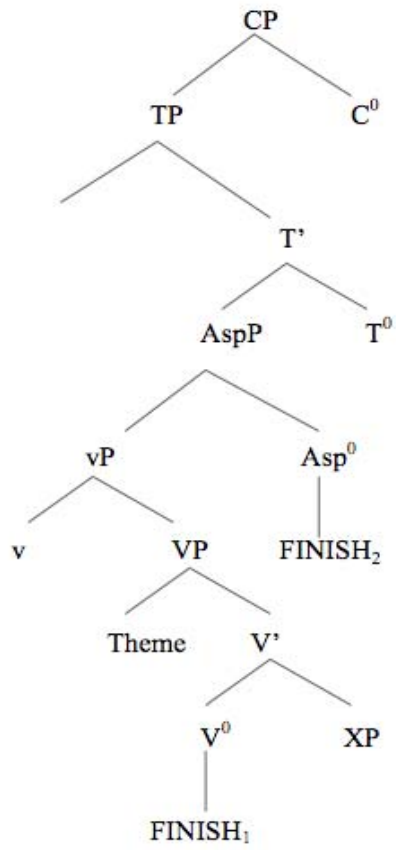 CP
TP C⁰
T’
AspP T⁰
vP Asp⁰
v VP FINISH₂
Theme V’
V⁰ XP
FINISH₁